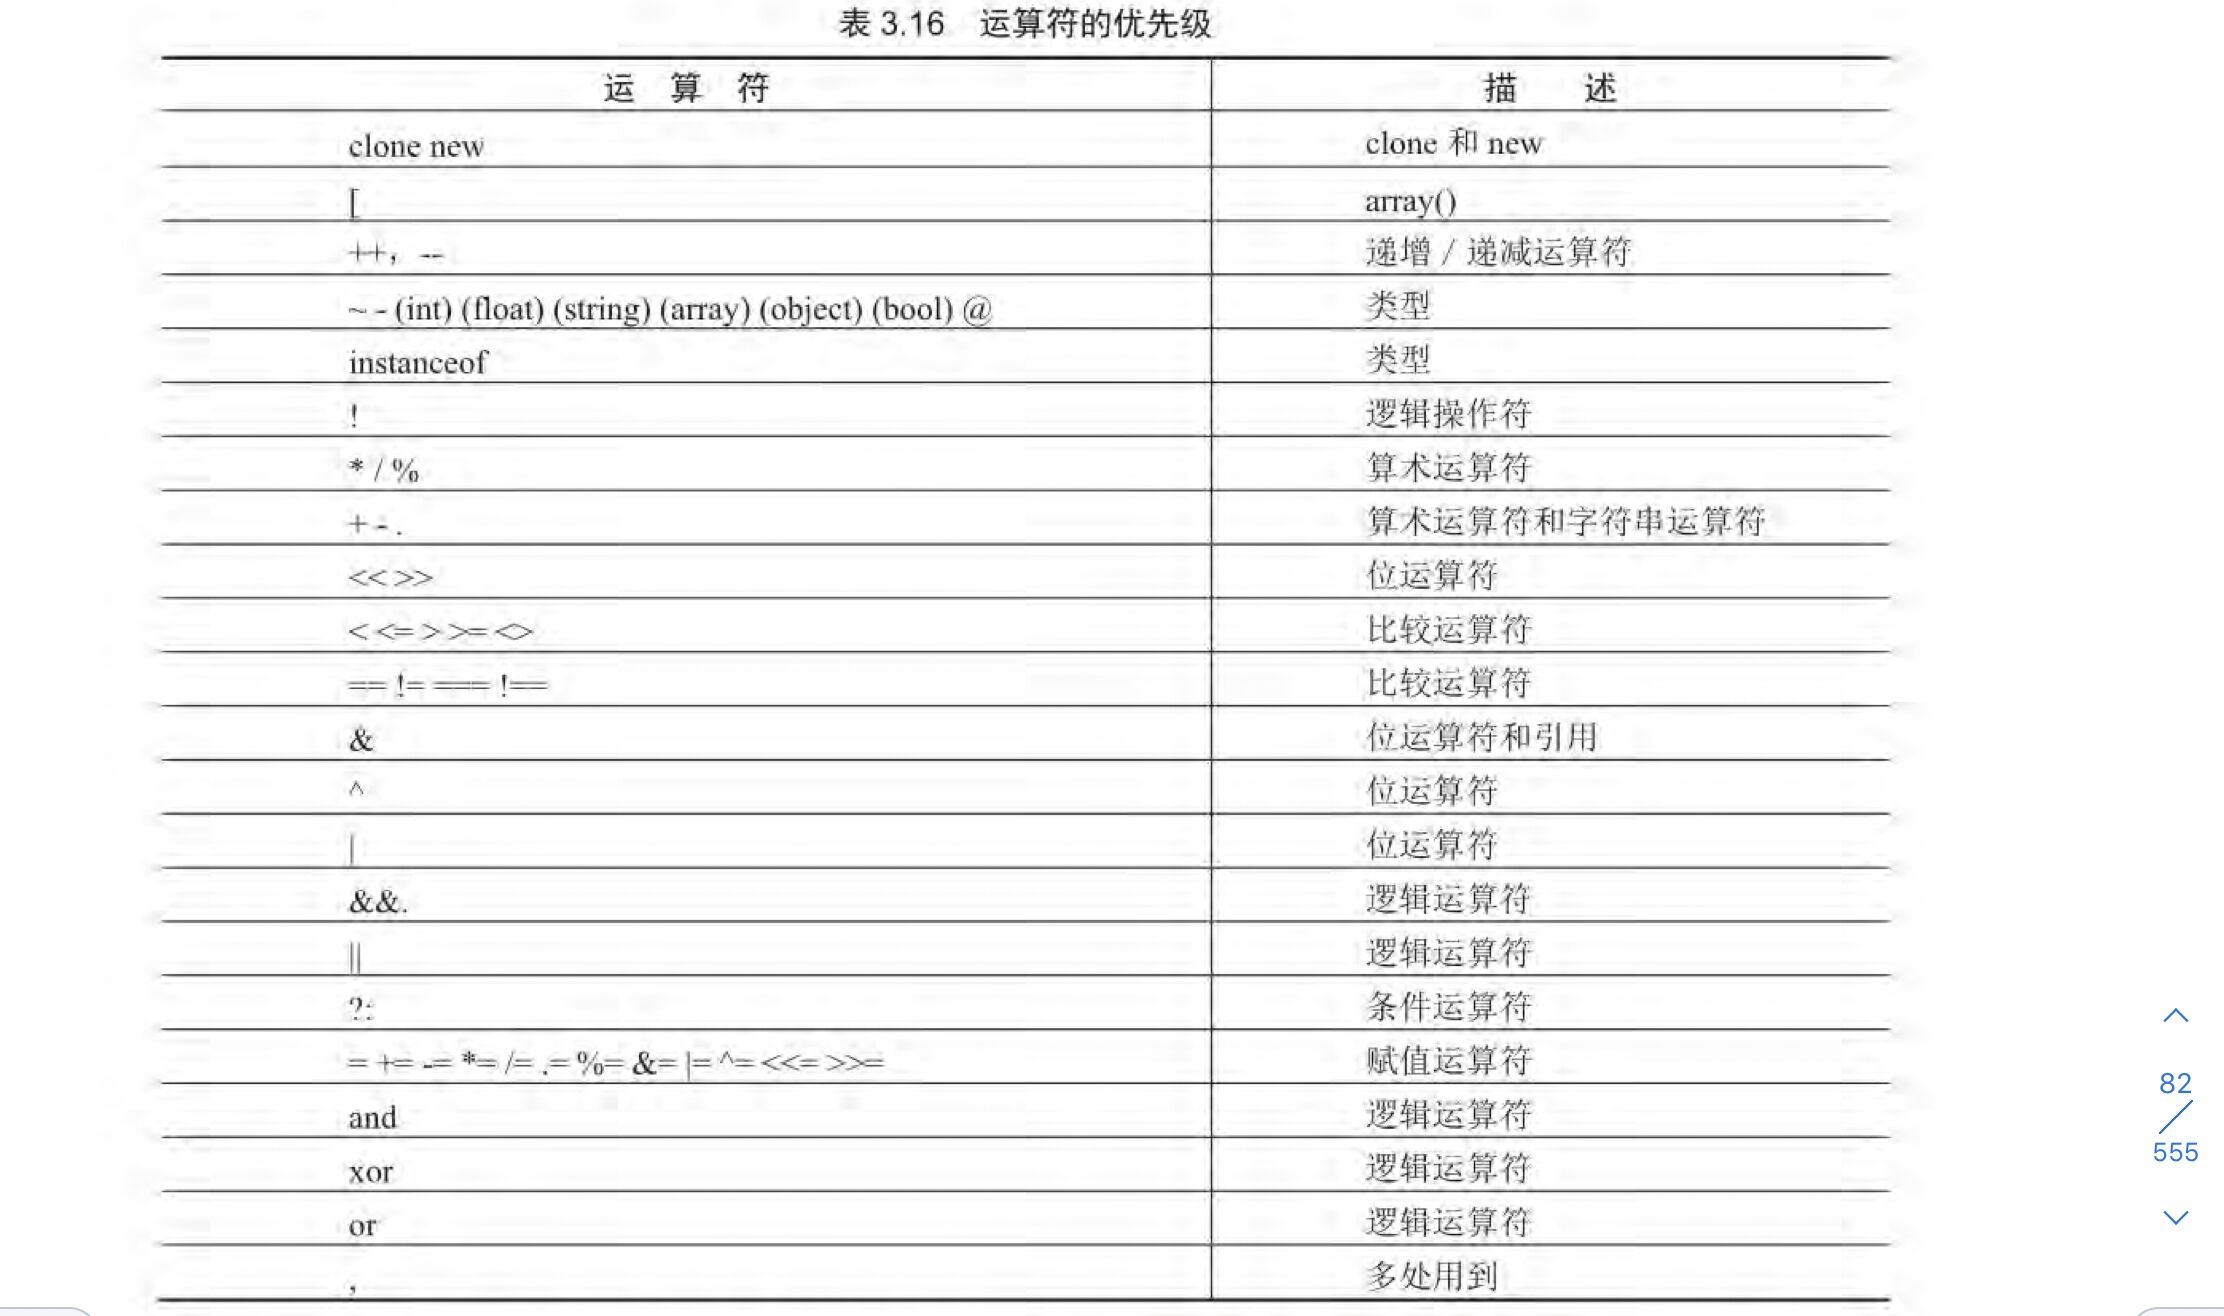 表 3.16 运算符的优先级
运 算 符 描 述
clone new clone 和 new
[ array()
++，-- 递增 / 递减运算符
~ - (int) (float) (string) (array) (object) (bool) @ 类型
instanceof 类型
! 逻辑操作符
* / % 算术运算符
+ - . 算术运算符和字符串运算符
<< >> 位运算符
< <= > >= <> 比较运算符
== != === !== 比较运算符
& 位运算符和引用
^ 位运算符
| 位运算符
&&. 逻辑运算符
|| 逻辑运算符
?: 条件运算符
= += -= *= /= .= %= &= |= ^= <<= >>= 赋值运算符
and 逻辑运算符
xor 逻辑运算符
or 逻辑运算符
, 多处用到
82
/
555